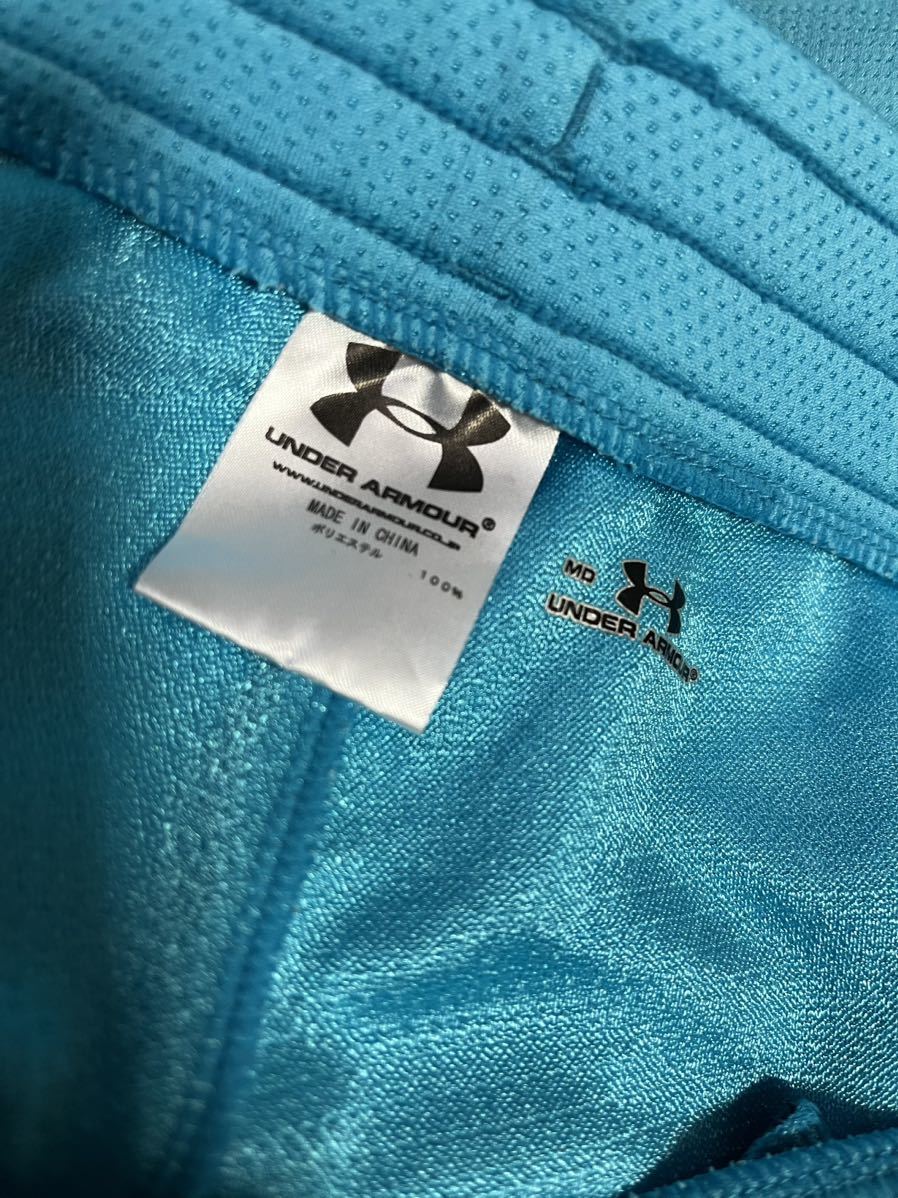 UNDER ARMOUR®
WWW.UNDERARMOUR.CO.JP
MADE IN CHINA
ポリエステル 100%
MD
UNDER ARMOUR®